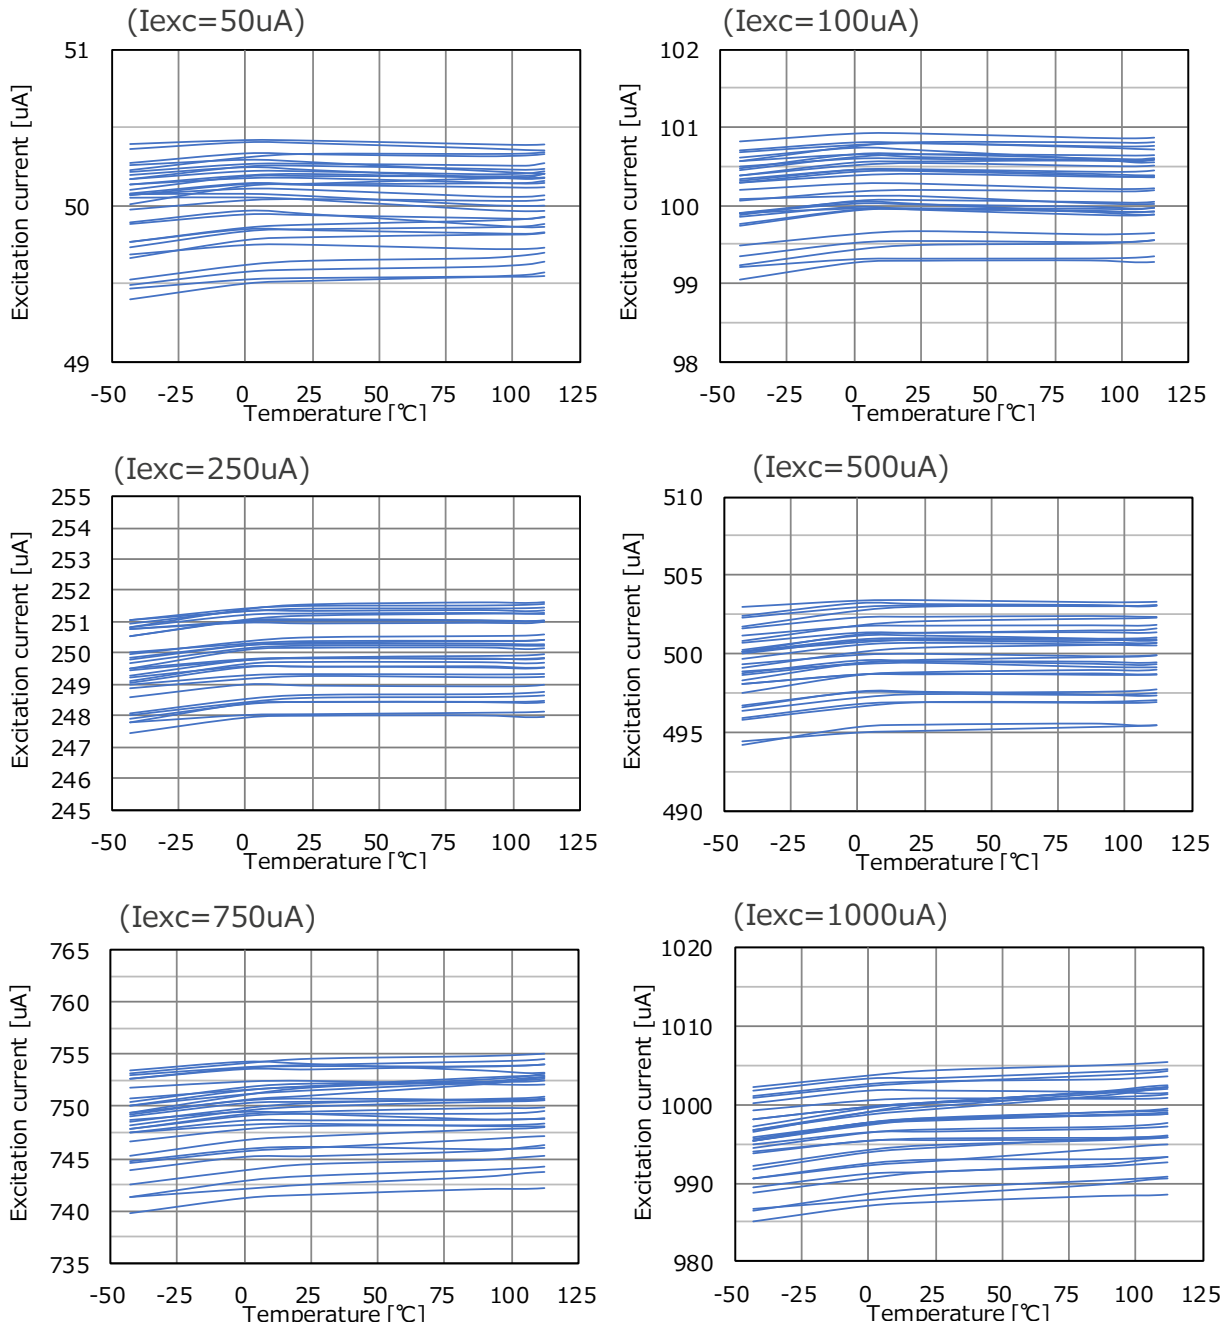 (Iexc=50uA)
Excitation current [uA]
51
50
49
-50 -25 0 25 50 75 100 125
Temperature [℃]
(Iexc=100uA)
Excitation current [uA]
102
101
100
99
98
-50 -25 0 25 50 75 100 125
Temperature [℃]
(Iexc=250uA)
Excitation current [uA]
255
254
253
252
251
250
249
248
247
246
245
-50 -25 0 25 50 75 100 125
Temperature [℃]
(Iexc=500uA)
Excitation current [uA]
510
505
500
495
490
-50 -25 0 25 50 75 100 125
Temperature [℃]
(Iexc=750uA)
Excitation current [uA]
765
760
755
750
745
740
735
-50 -25 0 25 50 75 100 125
Temperature [℃]
(Iexc=1000uA)
Excitation current [uA]
1020
1010
1000
990
980
-50 -25 0 25 50 75 100 125
Temperature [℃]